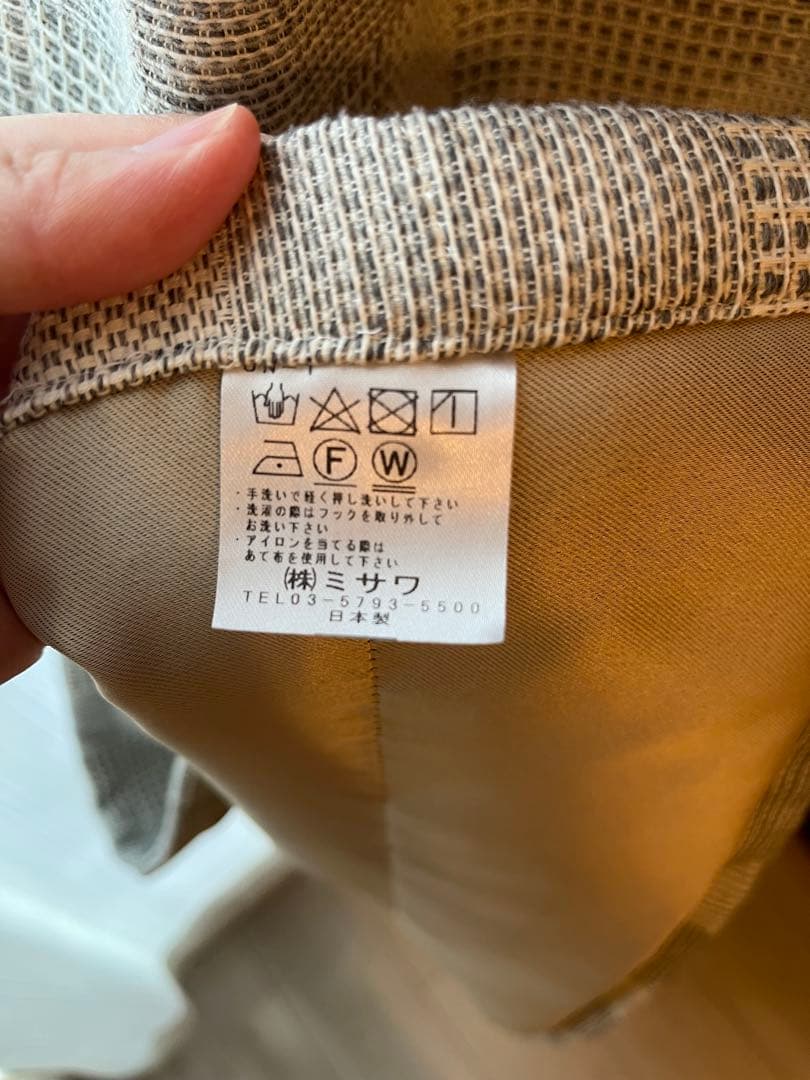 F W
・手洗いで軽く押し洗いして下さい
・洗濯の際はフックを取り外して
お洗い下さい
・アイロンを当てる際は
あて布を使用して下さい
(株)ミサワ
TEL03-5793-5500
日本製